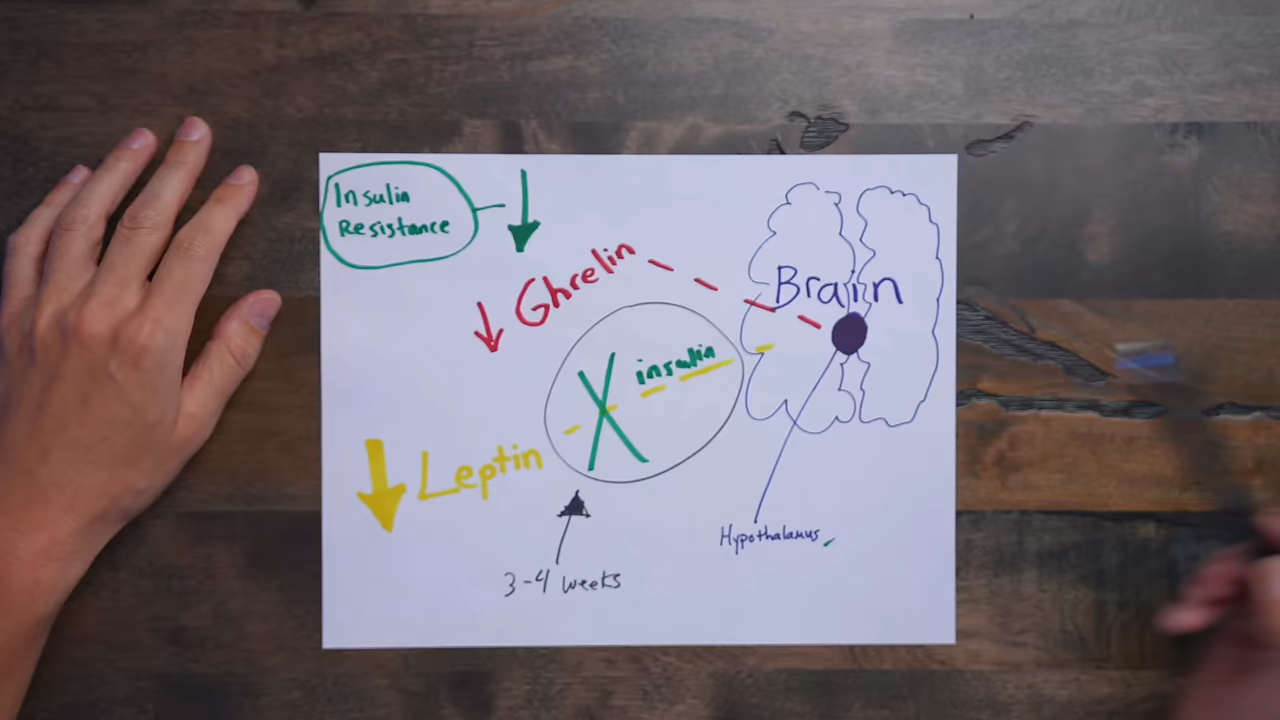 Insulin
Resistance
Ghrelin
Brain
insulin
Leptin
Hypothalamus
3-4 weeks